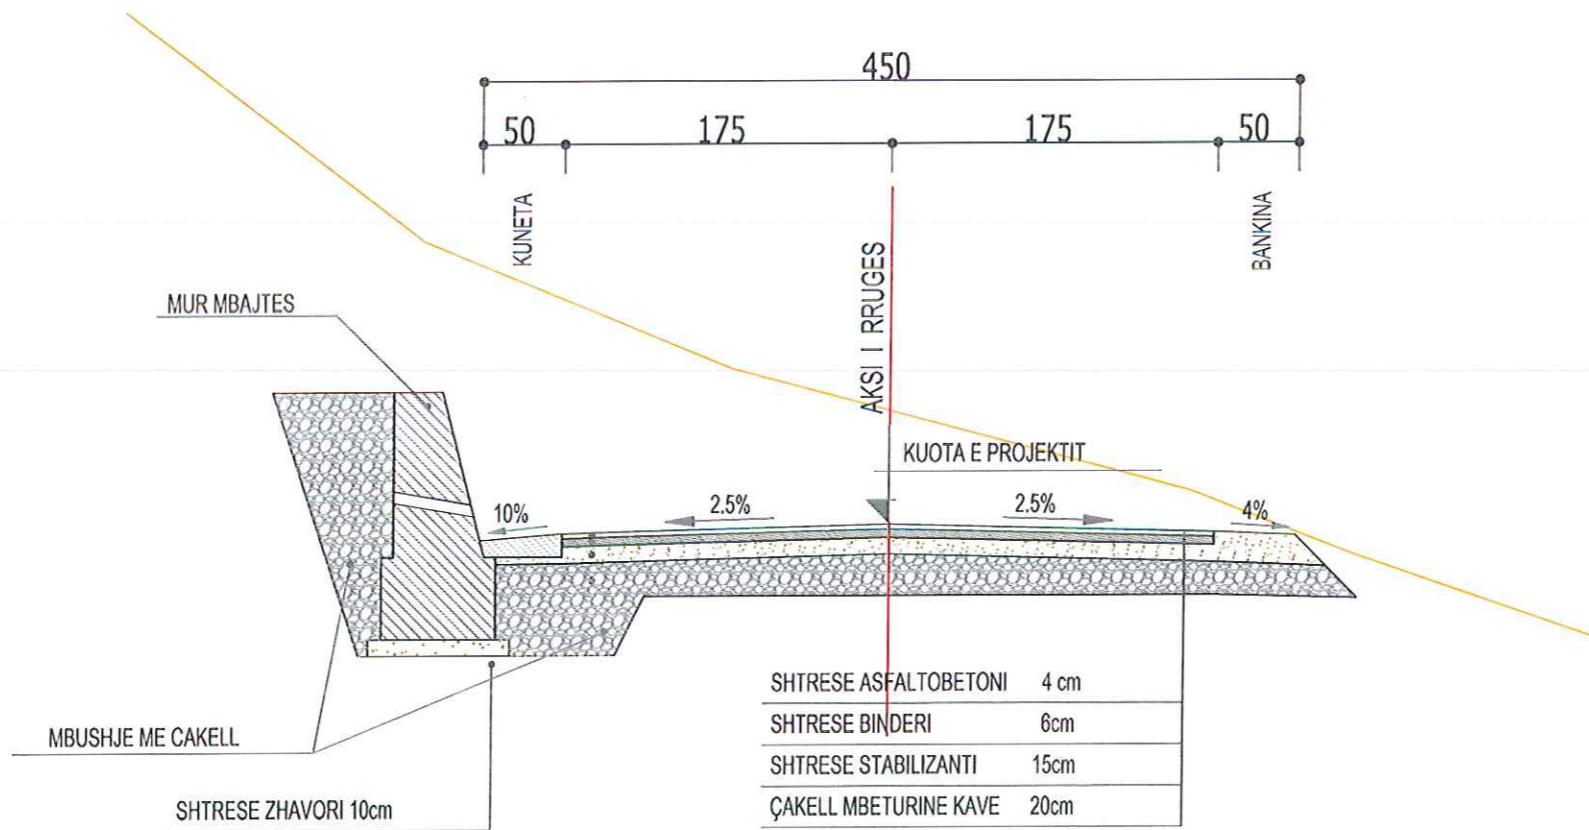 450
50 175 175 50
KUNETA
BANKINA
AKSI I RRUGES
MUR MBAJTES
KUOTA E PROJEKTIT
10% 2.5% 2.5% 4%
SHTRESE ASFALTOBETONI 4 cm
SHTRESE BINDERI 6cm
SHTRESE STABILIZANTI 15cm
ÇAKELL MBETURINE KAVE 20cm
MBUSHJE ME CAKELL
SHTRESE ZHAVORI 10cm